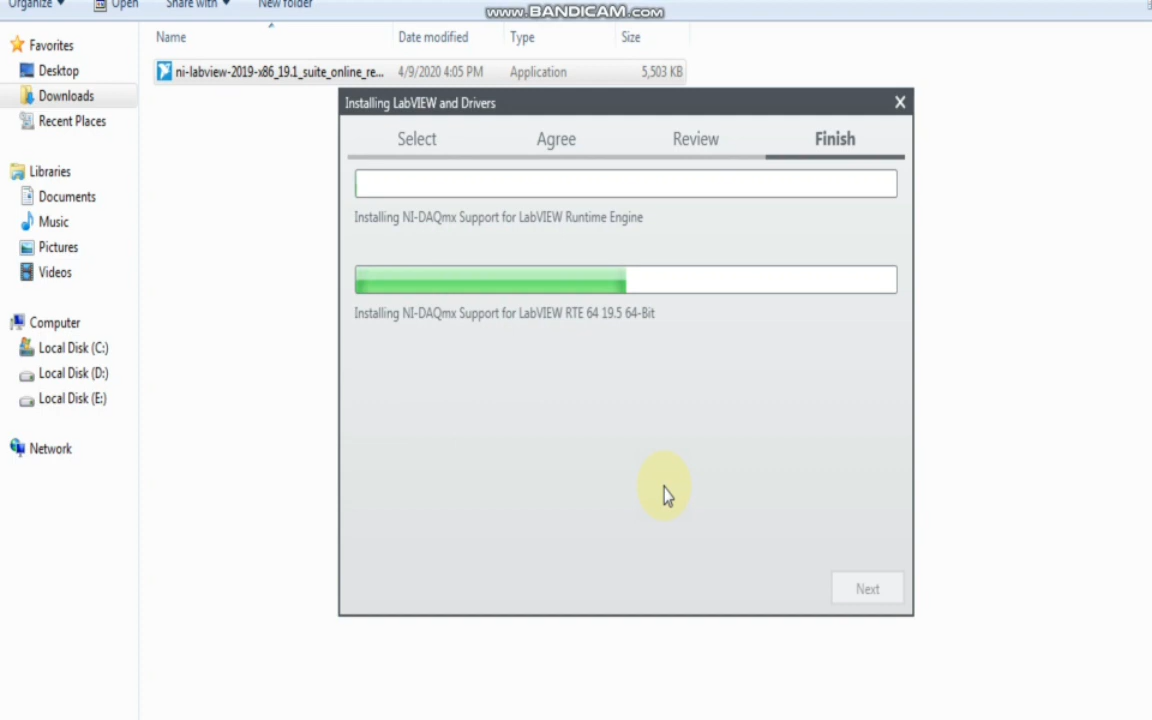 Organize
Open
Share with
New folder
www.BANDICAM.com
Favorites
Desktop
Downloads
Recent Places
Libraries
Documents
Music
Pictures
Videos
Computer
Local Disk (C:)
Local Disk (D:)
Local Disk (E:)
Network
Name Date modified Type Size
ni-labview-2019-x86_19.1_suite_online_re... 4/9/2020 4:05 PM Application 5,503 KB
Installing LabVIEW and Drivers
Select Agree Review Finish
Installing NI-DAQmx Support for LabVIEW Runtime Engine
Installing NI-DAQmx Support for LabVIEW RTE 64 19.5 64-Bit
Next